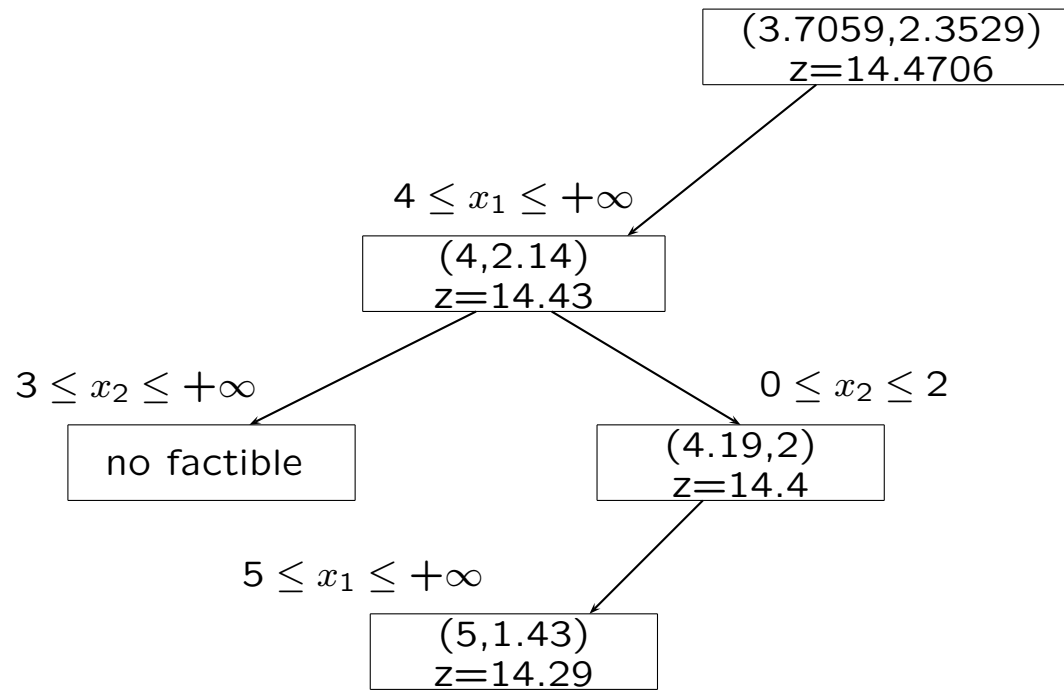 (3.7059,2.3529)
z=14.4706
4 ≤ x₁ ≤ +∞
(4,2.14)
z=14.43
3 ≤ x₂ ≤ +∞
0 ≤ x₂ ≤ 2
no factible
(4.19,2)
z=14.4
5 ≤ x₁ ≤ +∞
(5,1.43)
z=14.29